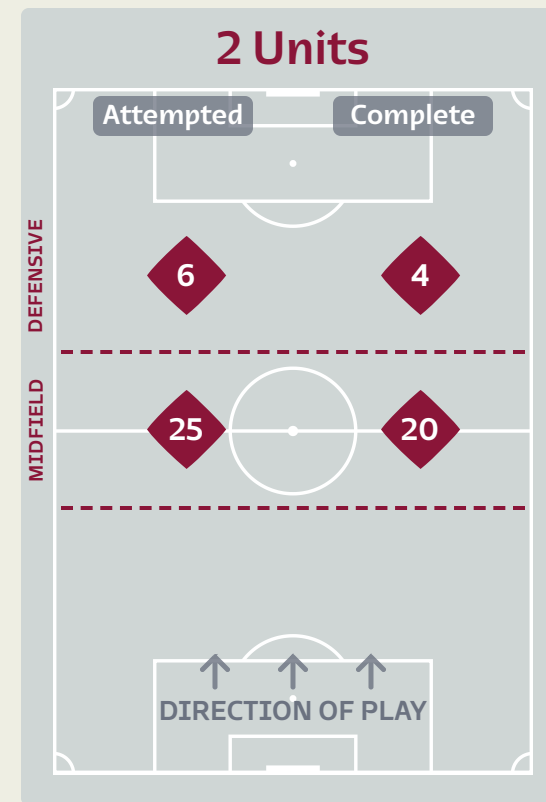 2 Units
Attempted Complete
DEFENSIVE
6 4
MIDFIELD
25 20
DIRECTION OF PLAY